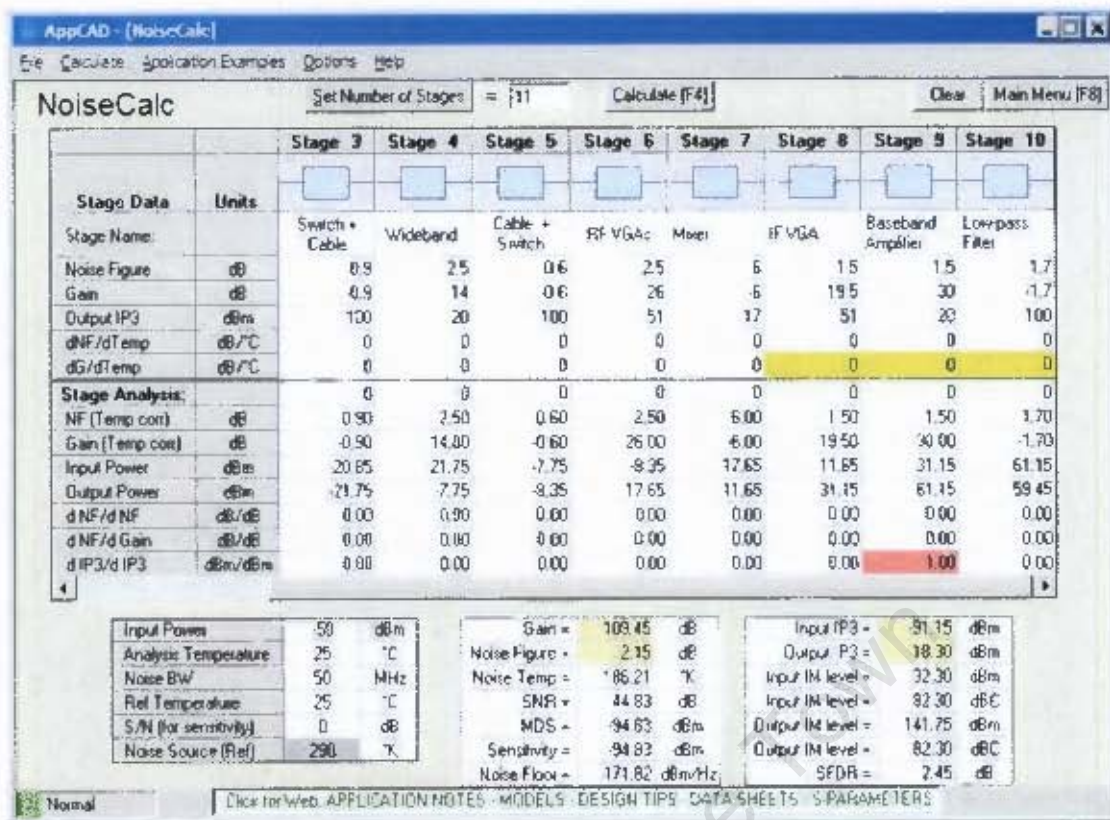 AppCAD - [NoiseCalc]
File Calculate Application Examples Options Help
NoiseCalc Set Number of Stages = 11 Calculate [F4] Clear Main Menu [F8]
Stage 3 Stage 4 Stage 5 Stage 6 Stage 7 Stage 8 Stage 9 Stage 10
Stage Data Units
Stage Name: Switch + Cable Wideband Cable + Switch RF VGAs Mixer IF VGA Baseband Amplifier Lowpass Filter
Noise Figure dB 0.9 2.5 0.6 2.5 6 1.5 1.5 1.7
Gain dB -0.9 14 -0.6 26 -6 19.5 30 -1.7
Output IP3 dBm 100 20 100 51 17 51 20 100
dNF/dTemp dB/°C 0 0 0 0 0 0 0 0
dG/dTemp dB/°C 0 0 0 0 0 0 0 0
Stage Analysis: 0 0 0 0 0 0 0 0
NF (Temp corr) dB 0.90 2.50 0.60 2.50 6.00 1.50 1.50 1.70
Gain (Temp corr) dB -0.90 14.00 -0.60 26.00 -6.00 19.50 30.00 -1.70
Input Power dBm -20.85 21.75 -7.75 -8.35 17.65 11.65 31.15 61.15
Output Power dBm -21.75 -7.75 -8.35 17.65 11.65 31.15 61.15 59.45
d NF/d NF dB/dB 0.00 0.00 0.00 0.00 0.00 0.00 0.00
d NF/d Gain dB/dB 0.00 0.00 0.00 0.00 0.00 0.00 0.00 0.00
d IP3/d IP3 dBm/dBm 0.00 0.00 0.00 0.00 0.00 0.00 1.00 0.00
Input Power -50 dBm Gain = 109.45 dB Input IP3 = -91.15 dBm
Analysis Temperature 25 °C Noise Figure = 2.15 dB Output IP3 = 18.30 dBm
Noise BW 50 MHz Noise Temp = 186.21 °K Input IM level = 32.30 dBm
Ref Temperature 25 °C SNR = 44.83 dB Input IM level = 82.30 dBC
S/N (for sensitivity) 0 dB MDS = -94.83 dBm Output IM level = 141.75 dBm
Noise Source (Ref) 290 °K Sensitivity = -94.83 dBm Output IM level = 82.30 dBC
Noise Floor = 171.82 dBm/Hz SFDR = 2.45 dB
Normal Click for Web: APPLICATION NOTES - MODELS - DESIGN TIPS - DATA SHEETS - S-PARAMETERS